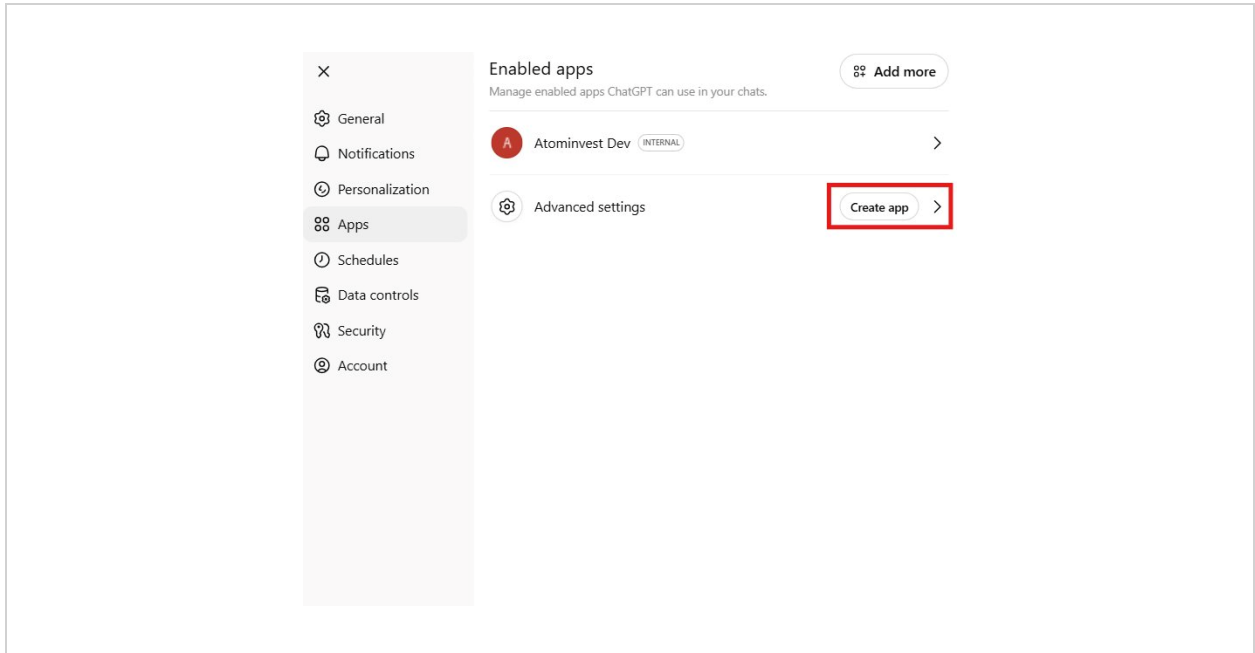 General
Notifications
Personalization
Apps
Schedules
Data controls
Security
Account
Enabled apps
Manage enabled apps ChatGPT can use in your chats.
Add more
A
Atominvest Dev INTERNAL
Advanced settings
Create app